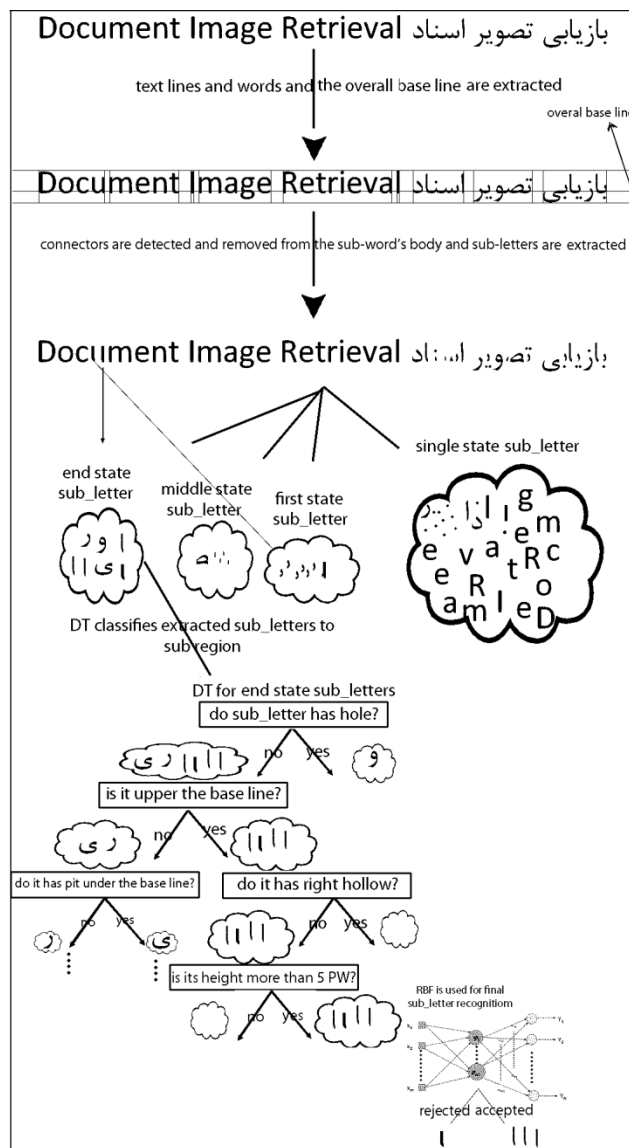 Document Image Retrieval بازیابی تصویر اسناد
text lines and words and the overall base line are extracted
overal base line
Document Image Retrieval بازیابی تصویر اسناد
connectors are detected and removed from the sub-word's body and sub-letters are extracted
Document Image Retrieval بازیابی تصویر اسناد
single state sub_letter
end state
sub_letter
middle state
sub_letter
first state
sub_letter
ا و ر
ا ی ا ا
g
m
e
e v a t R c
e R
o
a m l e D
DT classifies extracted sub_letters to
sub region
DT for end state sub_letters
do sub_letter has hole?
no yes
ا ا ا ا ر ی
و
is it upper the base line?
no yes
ر ی
ا ا ا ا
do it has pit under the base line?
do it has right hollow?
no yes
no yes
ر
ی
ا ا ا ا
is its height more than 5 PW?
no yes
ا ا ا ا
RBF is used for final
sub_letter recognitiom
rejected accepted
ا
ا ا ا